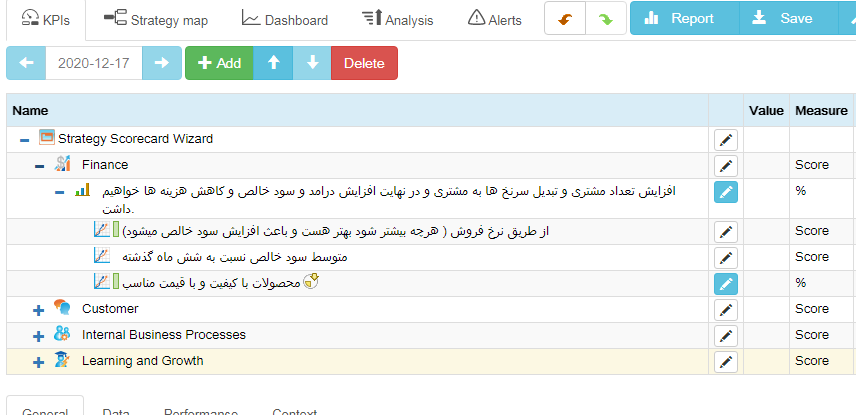 KPIs Strategy map Dashboard Analysis Alerts Report Save
2020-12-17 Add Delete
Name Value Measure
Strategy Scorecard Wizard
Finance Score
افزایش تعداد مشتری و تبدیل سرنخ ها به مشتری و در نهایت افزایش درامد و سود خالص و کاهش هزینه ها خواهیم %
داشت.
از طریق نرخ فروش ( هرچه بیشتر شود بهتر هست و باعث افزایش سود خالص میشود) Score
متوسط سود خالص نسبت به شش ماه گذشته Score
محصولات با کیفیت و با قیمت مناسب %
Customer Score
Internal Business Processes Score
Learning and Growth Score
General Data Performance Context